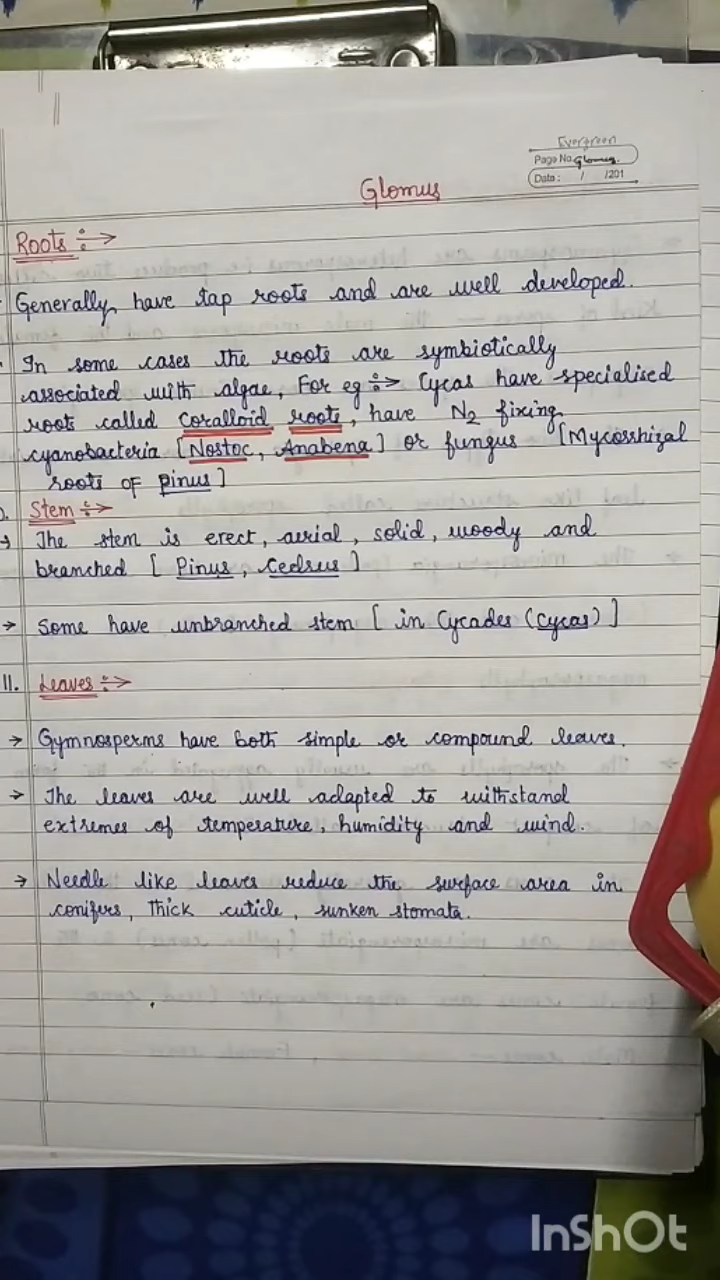 Evergreen
Page No. Glomus.
Date: / /201
Glomus
Roots ÷>
Generally have tap roots and are well developed.
In some cases the roots are symbiotically
associated with algae, For eg ÷> Cycas have specialised
roots called Coralloid roots, have N2 fixing
cyanobacteria [Nostoc, Anabena] or fungus [Mycosshizal
roots of pinus]
Stem ÷>
→ The stem is erect, aerial, solid, woody and
branched [Pinus, Cedrus]
→ Some have unbranched stem [in Cycades (Cycas)]
II. Leaves ÷>
→ Gymnosperms have both simple or compound leaves.
→ The leaves are well adapted to withstand
extremes of temperature, humidity and wind.
→ Needle like leaves reduce the surface area in
conifers, Thick cuticle, sunken stomata.
InShOt